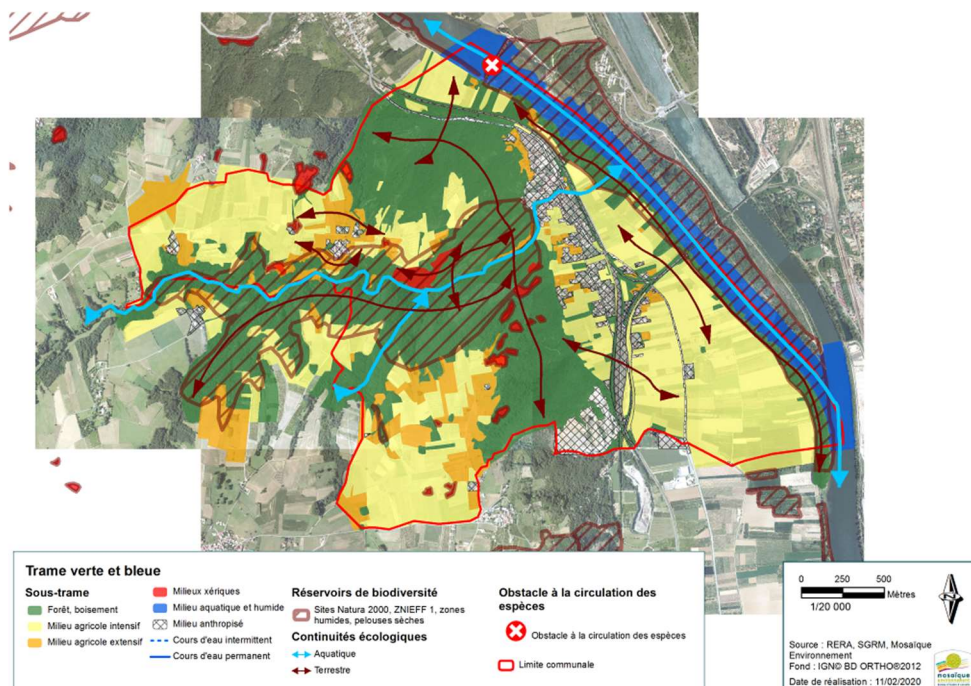 Trame verte et bleue
Sous-trame
Forêt, boisement
Milieu agricole intensif
Milieu agricole extensif
Milieux xériques
Milieu aquatique et humide
Milieu anthropisé
Cours d'eau intermittent
Cours d'eau permanent
Réservoirs de biodiversité
Sites Natura 2000, ZNIEFF 1, zones
humides, pelouses sèches
Continuités écologiques
Aquatique
Terrestre
Obstacle à la circulation des
espèces
Obstacle à la circulation des espèces
Limite communale
0 250 500
Mètres
1/20 000
Source : RERA, SGRM, Mosaïque
Environnement
Fond : IGN© BD ORTHO®2012
Date de réalisation : 11/02/2020
mosaïque